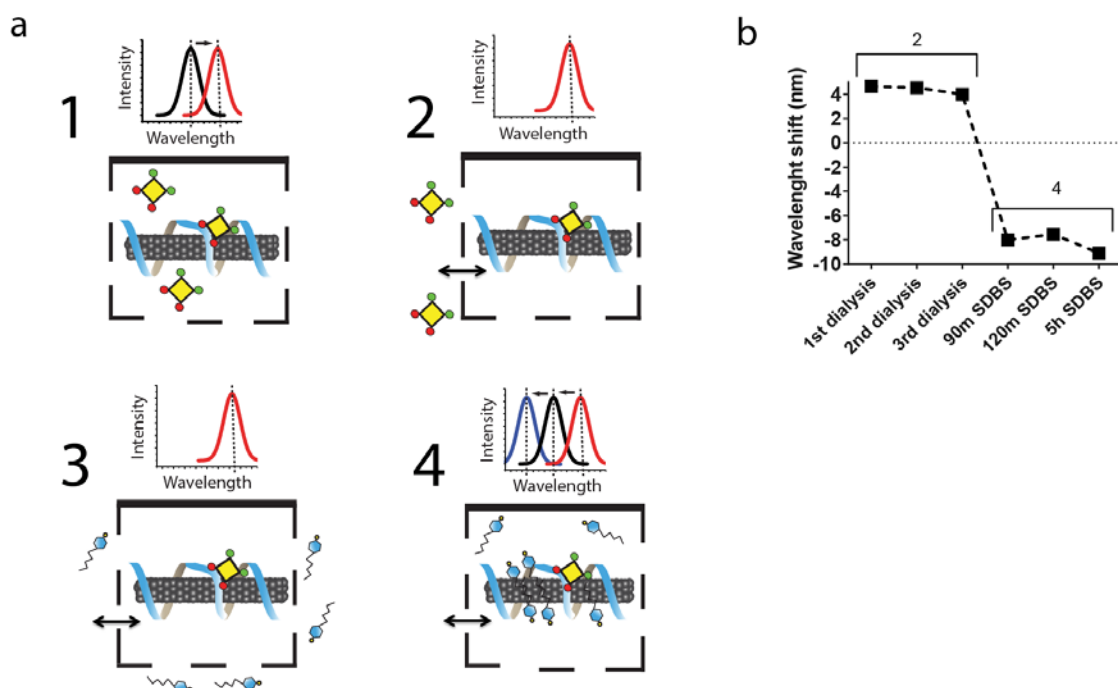 a
1
Intensity
Wavelength
2
Intensity
Wavelength
3
Intensity
Wavelength
4
Intensity
Wavelength
b
Wavelenght shift (nm)
4
2
0
-2
-4
-6
-8
-10
2
4
1st dialysis
2nd dialysis
3rd dialysis
90m SDBS
120m SDBS
5h SDBS